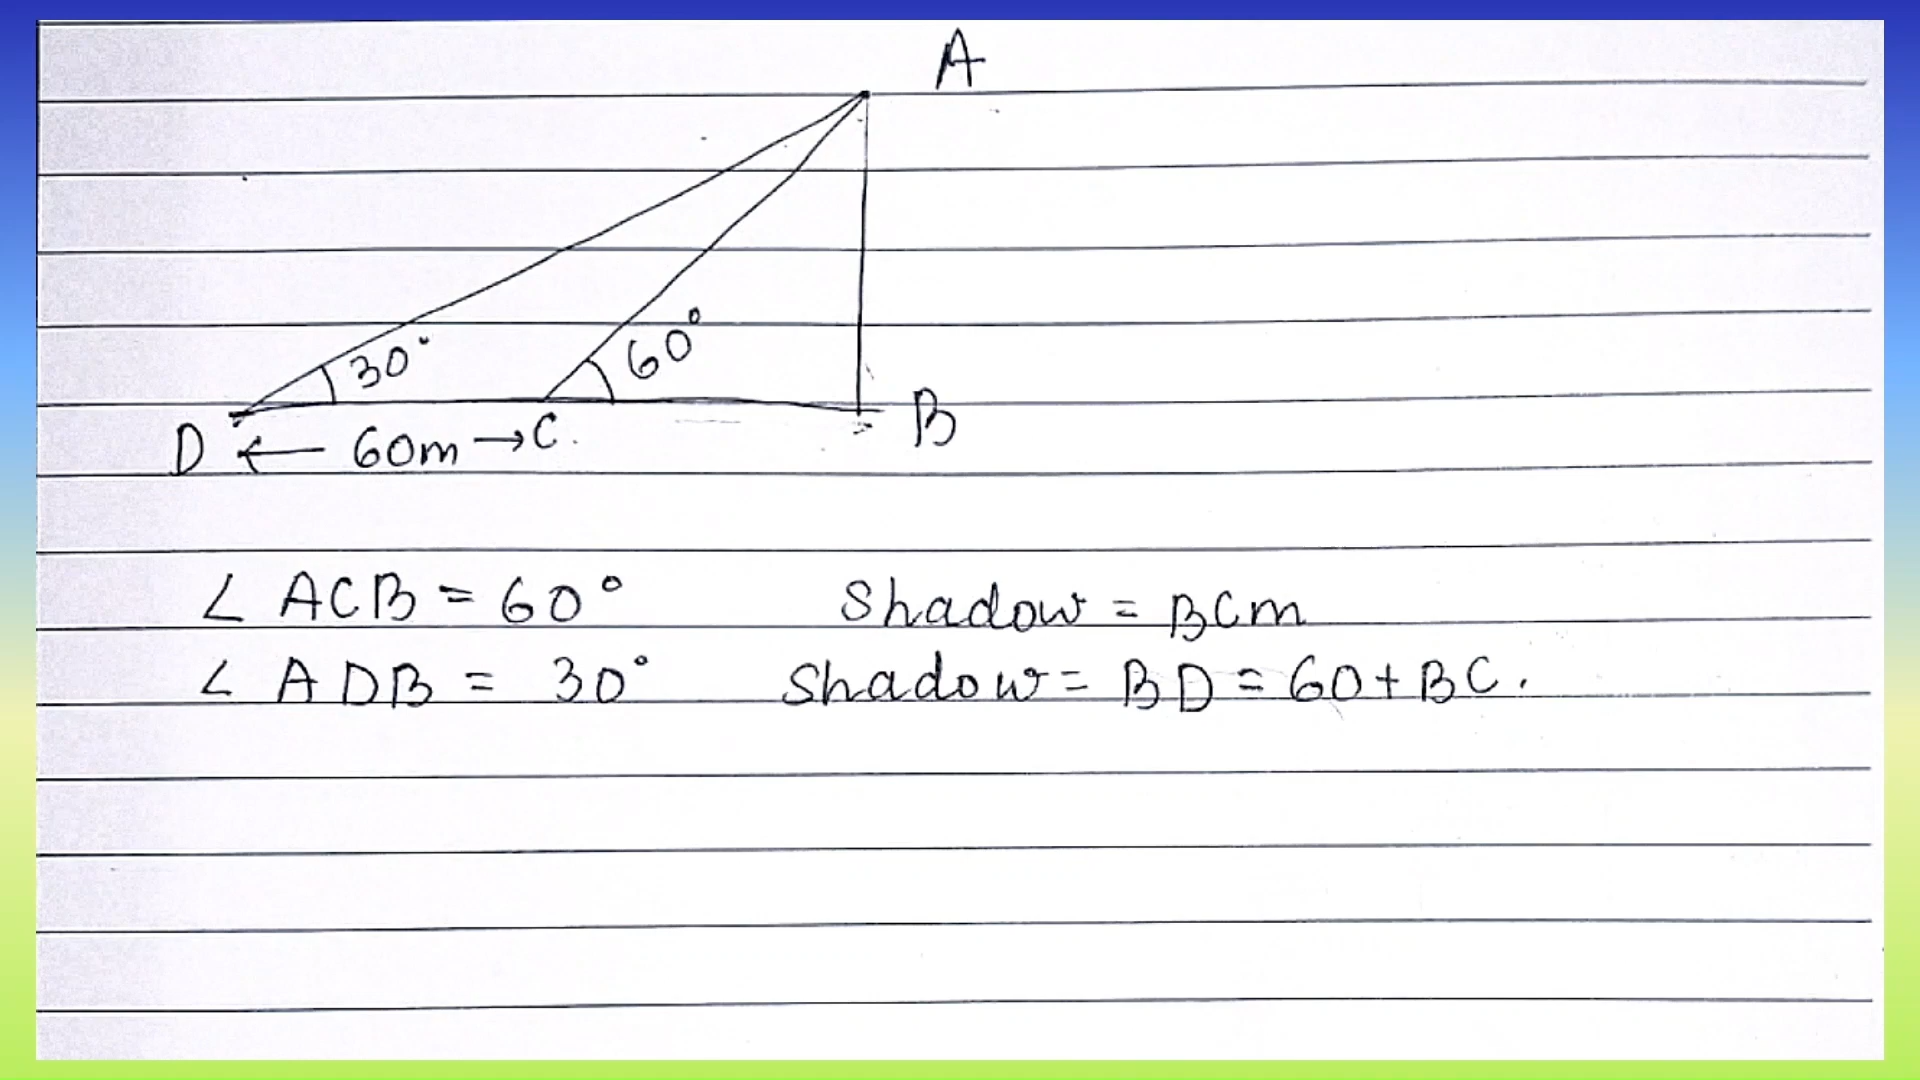 A
30°
60°
B
D ← 60m → C.
∠ ACB = 60° Shadow = BCm
∠ ADB = 30° Shadow = BD = 60 + BC.